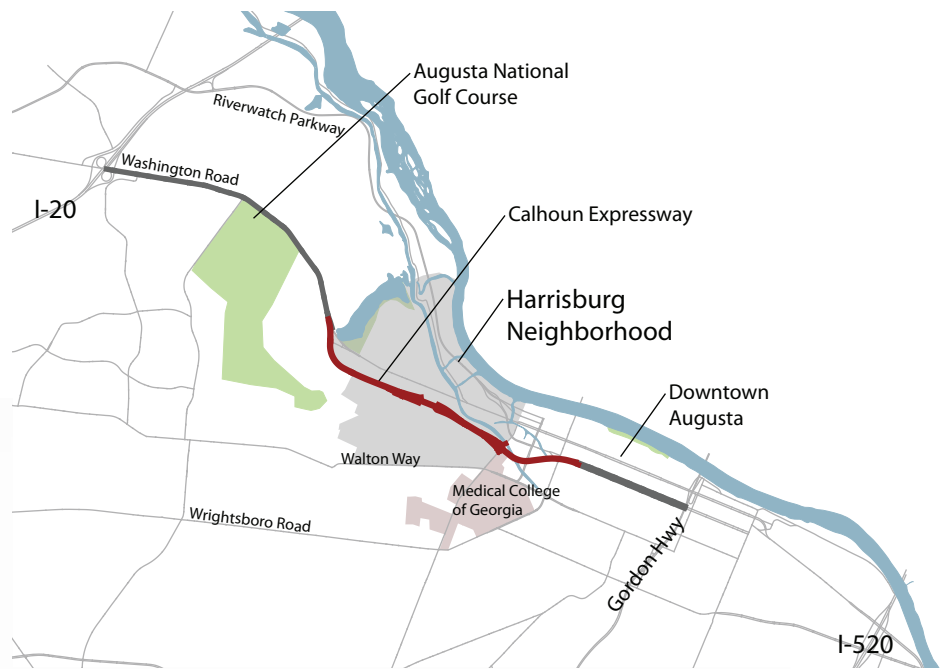 Augusta National
Golf Course
Riverwatch Parkway
Washington Road
I-20
Calhoun Expressway
Harrisburg
Neighborhood
Downtown
Augusta
Walton Way
Medical College
of Georgia
Wrightsboro Road
Gordon Hwy
I-520